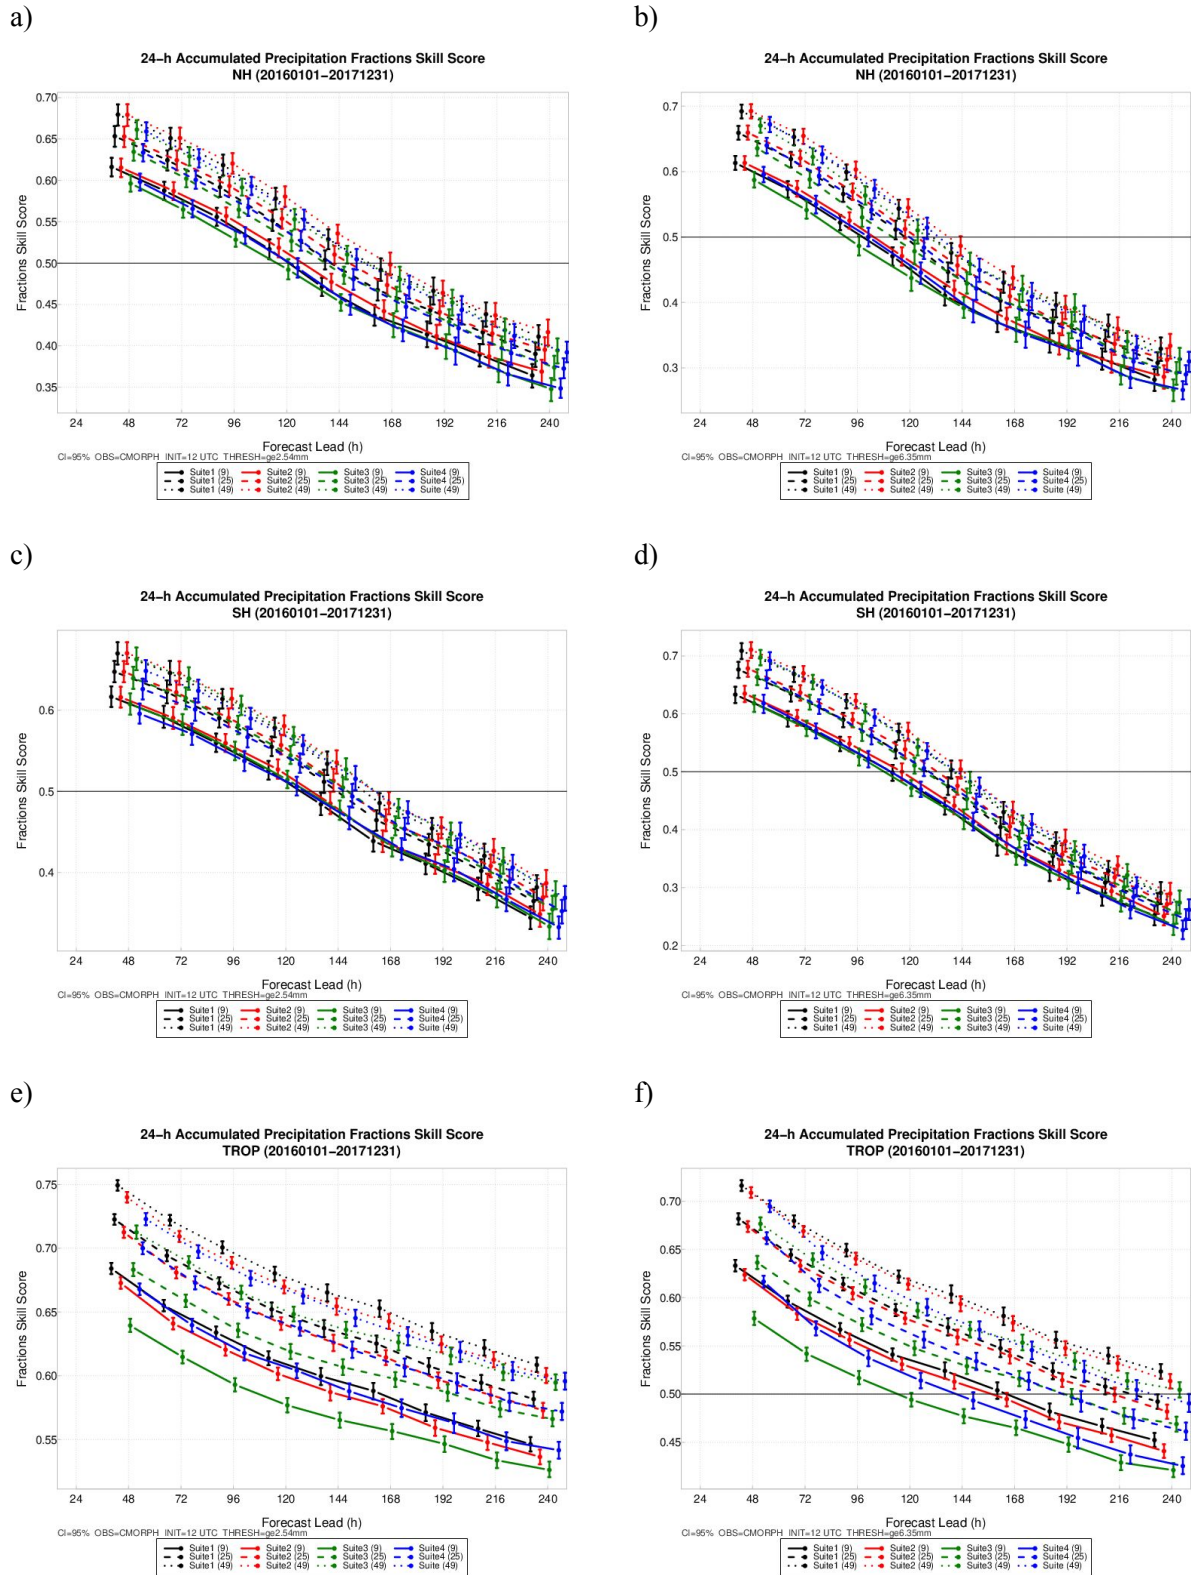 a)
24-h Accumulated Precipitation Fractions Skill Score
NH (20160101-20171231)
Fractions Skill Score
0.70
0.65
0.60
0.55
0.50
0.45
0.40
0.35
24 48 72 96 120 144 168 192 216 240
Forecast Lead (h)
CI=95% OBS=CMORPH INIT=12 UTC THRESH=ge2.54mm
Suite1 (9) Suite2 (9) Suite3 (9) Suite4 (9)
Suite1 (25) Suite2 (25) Suite3 (25) Suite4 (25)
Suite1 (49) Suite2 (49) Suite3 (49) Suite (49)
b)
24-h Accumulated Precipitation Fractions Skill Score
NH (20160101-20171231)
Fractions Skill Score
0.7
0.6
0.5
0.4
0.3
24 48 72 96 120 144 168 192 216 240
Forecast Lead (h)
CI=95% OBS=CMORPH INIT=12 UTC THRESH=ge6.35mm
Suite1 (9) Suite2 (9) Suite3 (9) Suite4 (9)
Suite1 (25) Suite2 (25) Suite3 (25) Suite4 (25)
Suite1 (49) Suite2 (49) Suite3 (49) Suite (49)
c)
24-h Accumulated Precipitation Fractions Skill Score
SH (20160101-20171231)
Fractions Skill Score
0.6
0.5
0.4
24 48 72 96 120 144 168 192 216 240
Forecast Lead (h)
CI=95% OBS=CMORPH INIT=12 UTC THRESH=ge2.54mm
Suite1 (9) Suite2 (9) Suite3 (9) Suite4 (9)
Suite1 (25) Suite2 (25) Suite3 (25) Suite4 (25)
Suite1 (49) Suite2 (49) Suite3 (49) Suite (49)
d)
24-h Accumulated Precipitation Fractions Skill Score
SH (20160101-20171231)
Fractions Skill Score
0.7
0.6
0.5
0.4
0.3
0.2
24 48 72 96 120 144 168 192 216 240
Forecast Lead (h)
CI=95% OBS=CMORPH INIT=12 UTC THRESH=ge6.35mm
Suite1 (9) Suite2 (9) Suite3 (9) Suite4 (9)
Suite1 (25) Suite2 (25) Suite3 (25) Suite4 (25)
Suite1 (49) Suite2 (49) Suite3 (49) Suite (49)
e)
24-h Accumulated Precipitation Fractions Skill Score
TROP (20160101-20171231)
Fractions Skill Score
0.75
0.70
0.65
0.60
0.55
24 48 72 96 120 144 168 192 216 240
Forecast Lead (h)
CI=95% OBS=CMORPH INIT=12 UTC THRESH=ge2.54mm
Suite1 (9) Suite2 (9) Suite3 (9) Suite4 (9)
Suite1 (25) Suite2 (25) Suite3 (25) Suite4 (25)
Suite1 (49) Suite2 (49) Suite3 (49) Suite (49)
f)
24-h Accumulated Precipitation Fractions Skill Score
TROP (20160101-20171231)
Fractions Skill Score
0.70
0.65
0.60
0.55
0.50
0.45
24 48 72 96 120 144 168 192 216 240
Forecast Lead (h)
CI=95% OBS=CMORPH INIT=12 UTC THRESH=ge6.35mm
Suite1 (9) Suite2 (9) Suite3 (9) Suite4 (9)
Suite1 (25) Suite2 (25) Suite3 (25) Suite4 (25)
Suite1 (49) Suite2 (49) Suite3 (49) Suite (49)